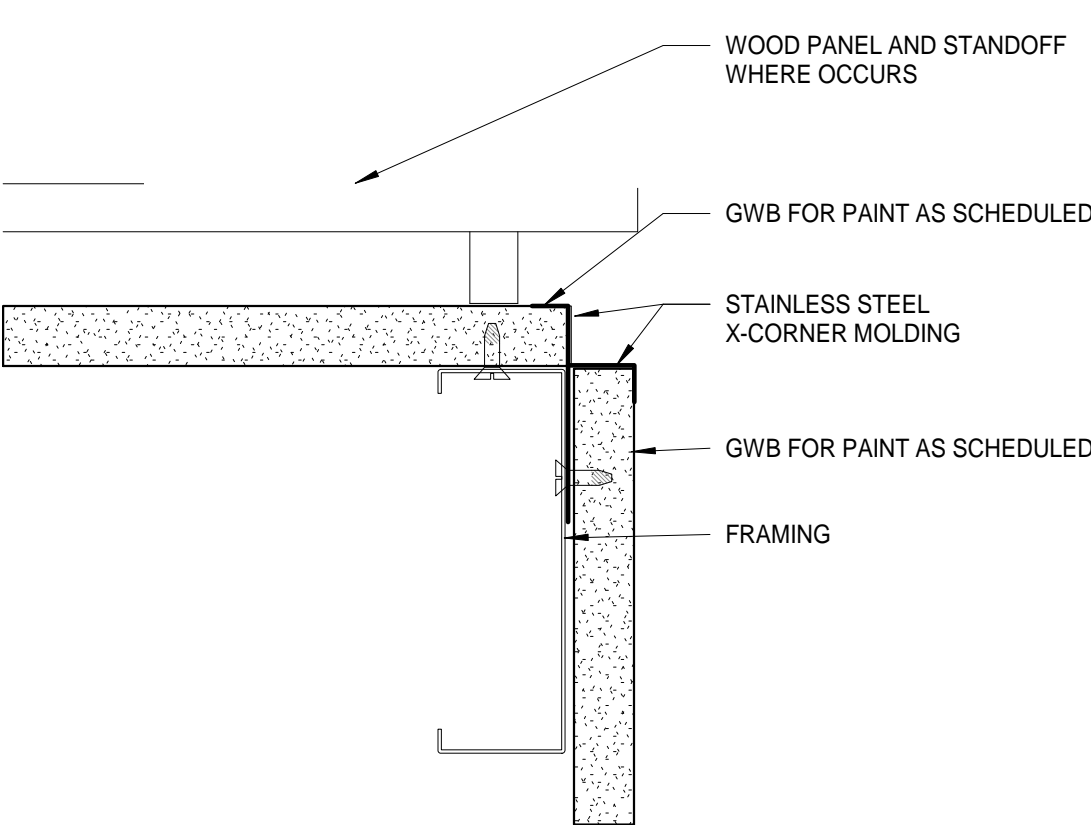 WOOD PANEL AND STANDOFF
WHERE OCCURS
GWB FOR PAINT AS SCHEDULED
STAINLESS STEEL
X-CORNER MOLDING
GWB FOR PAINT AS SCHEDULED
FRAMING